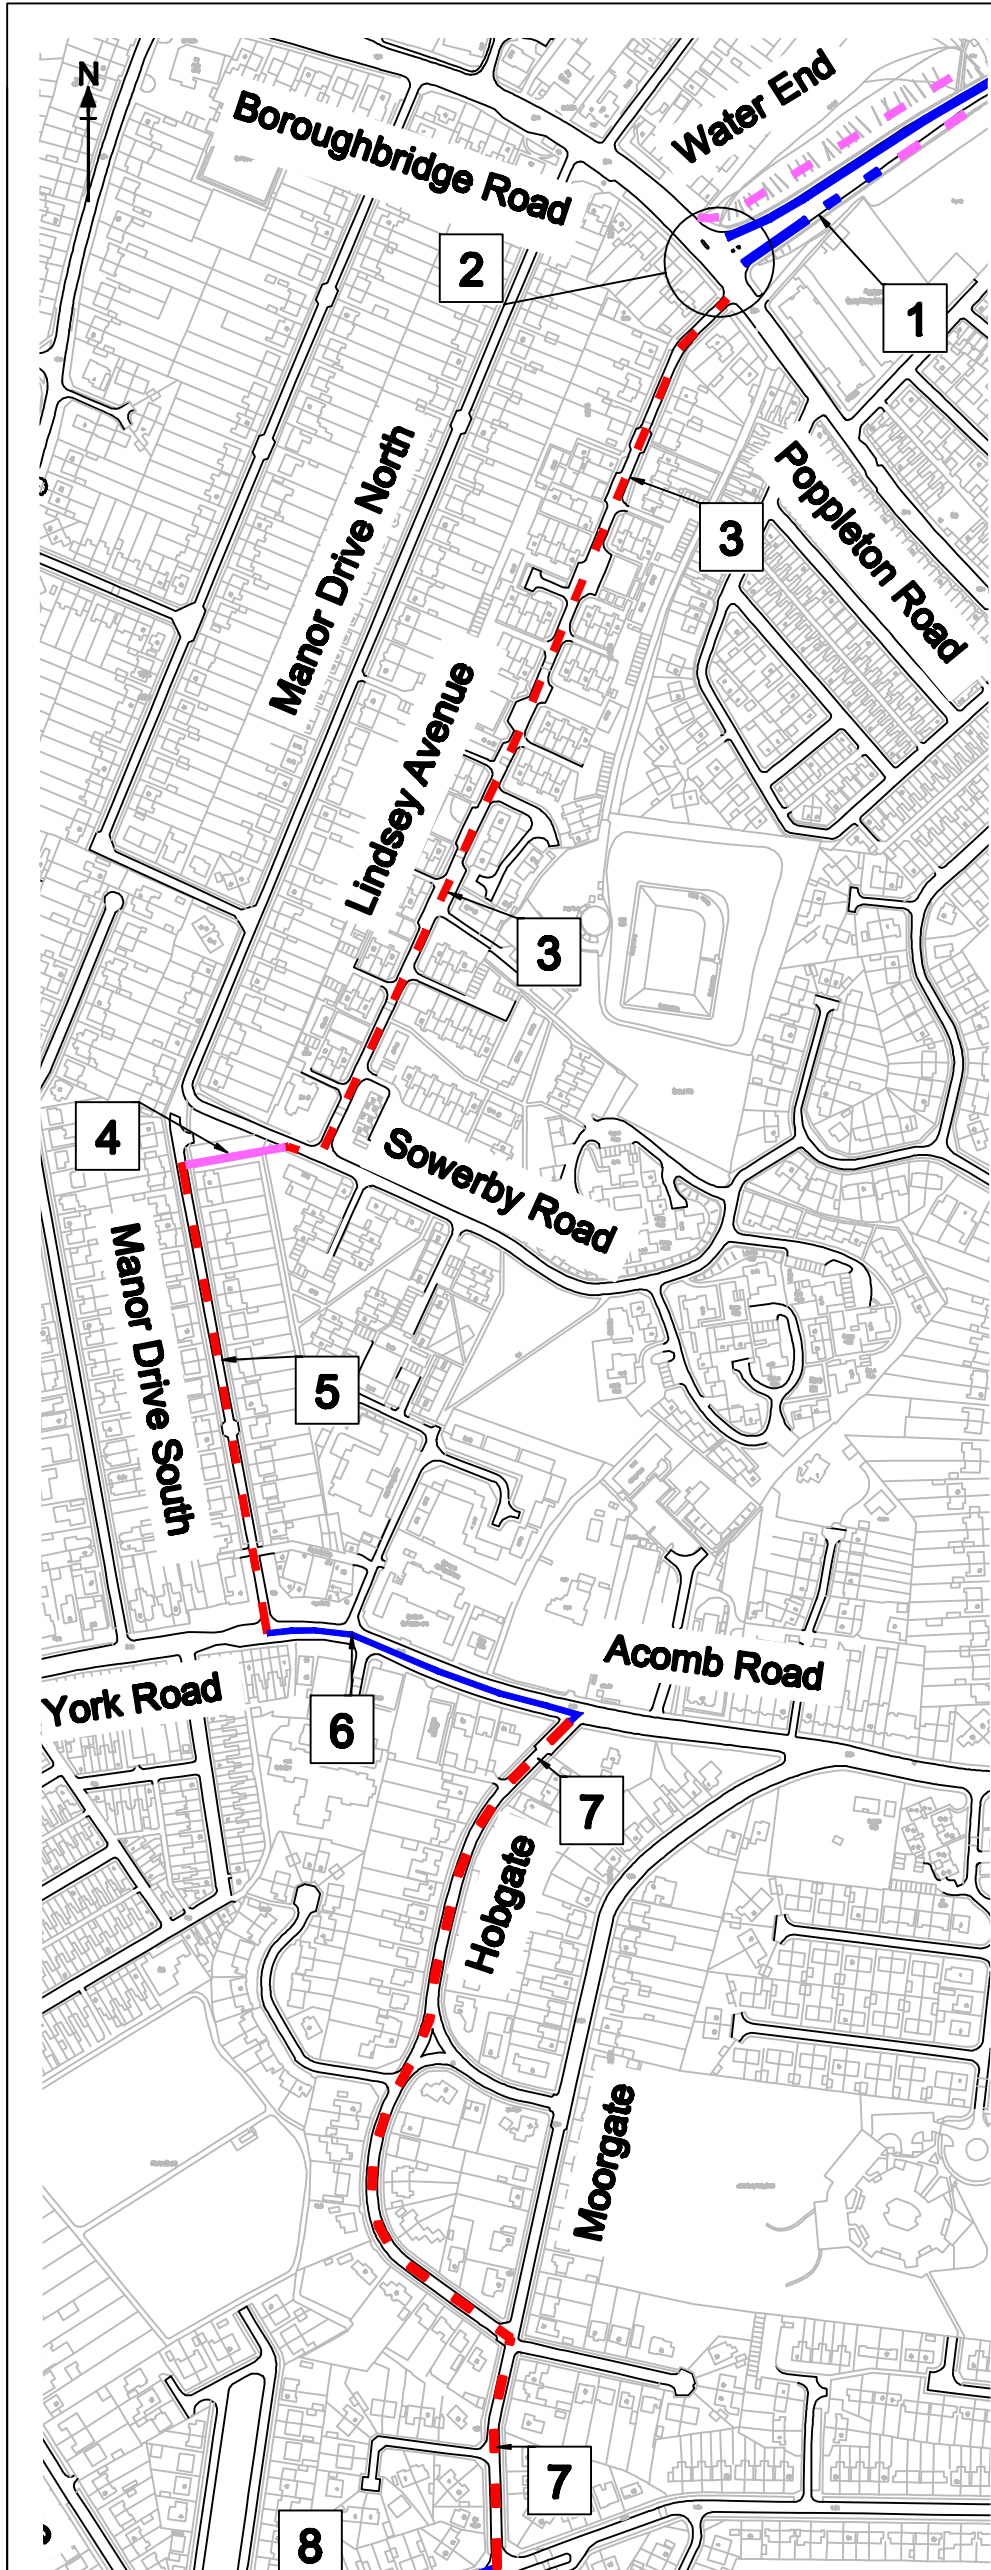 N
Water End
Boroughbridge Road
2
1
3
Poppleton Road
Manor Drive North
Lindsey Avenue
3
4
Sowerby Road
Manor Drive South
5
Acomb Road
York Road
6
7
Hobgate
Moorgate
7
8